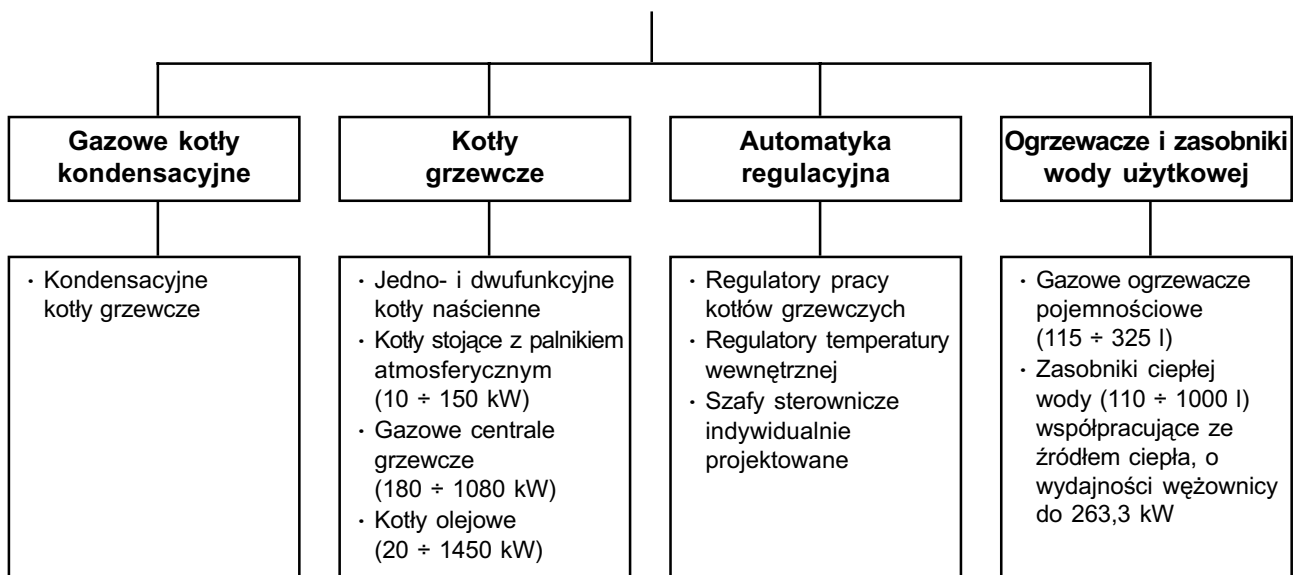 Gazowe kotły
kondensacyjne
Kotły
grzewcze
Automatyka
regulacyjna
Ogrzewacze i zasobniki
wody użytkowej
· Kondensacyjne
kotły grzewcze
· Jedno- i dwufunkcyjne
kotły naścienne
· Kotły stojące z palnikiem
atmosferycznym
(10 ÷ 150 kW)
· Gazowe centrale
grzewcze
(180 ÷ 1080 kW)
· Kotły olejowe
(20 ÷ 1450 kW)
· Regulatory pracy
kotłów grzewczych
· Regulatory temperatury
wewnętrznej
· Szafy sterownicze
indywidualnie
projektowane
· Gazowe ogrzewacze
pojemnościowe
(115 ÷ 325 l)
· Zasobniki ciepłej
wody (110 ÷ 1000 l)
współpracujące ze
źródłem ciepła, o
wydajności wężownicy
do 263,3 kW